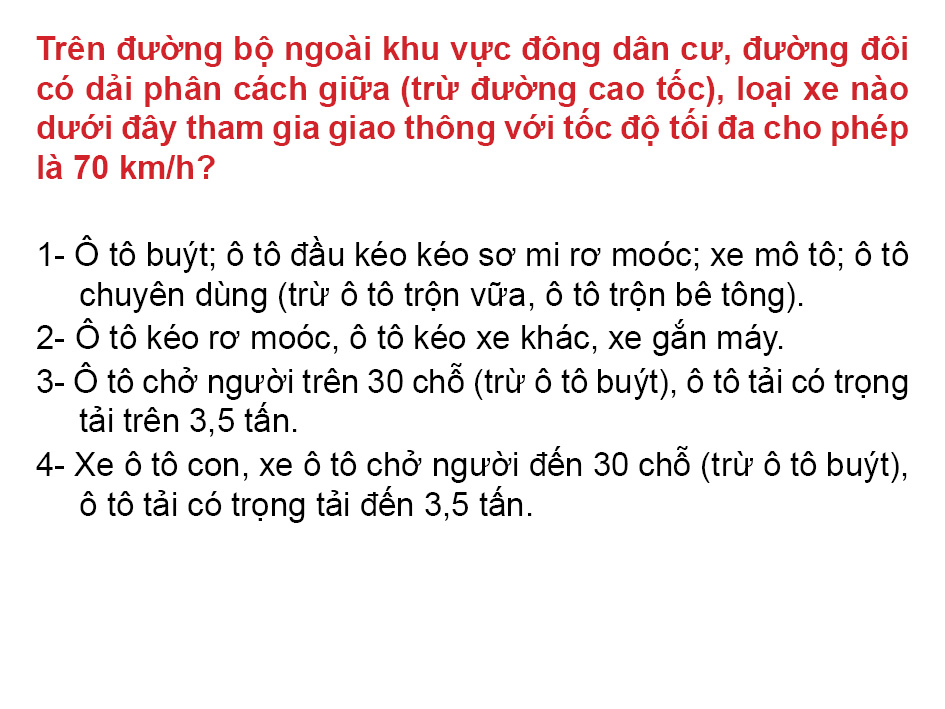 Trên đường bộ ngoài khu vực đông dân cư, đường đôi
có dải phân cách giữa (trừ đường cao tốc), loại xe nào
dưới đây tham gia giao thông với tốc độ tối đa cho phép
là 70 km/h?
1- Ô tô buýt; ô tô đầu kéo kéo sơ mi rơ moóc; xe mô tô; ô tô
chuyên dùng (trừ ô tô trộn vữa, ô tô trộn bê tông).
2- Ô tô kéo rơ moóc, ô tô kéo xe khác, xe gắn máy.
3- Ô tô chở người trên 30 chỗ (trừ ô tô buýt), ô tô tải có trọng
tải trên 3,5 tấn.
4- Xe ô tô con, xe ô tô chở người đến 30 chỗ (trừ ô tô buýt),
ô tô tải có trọng tải đến 3,5 tấn.